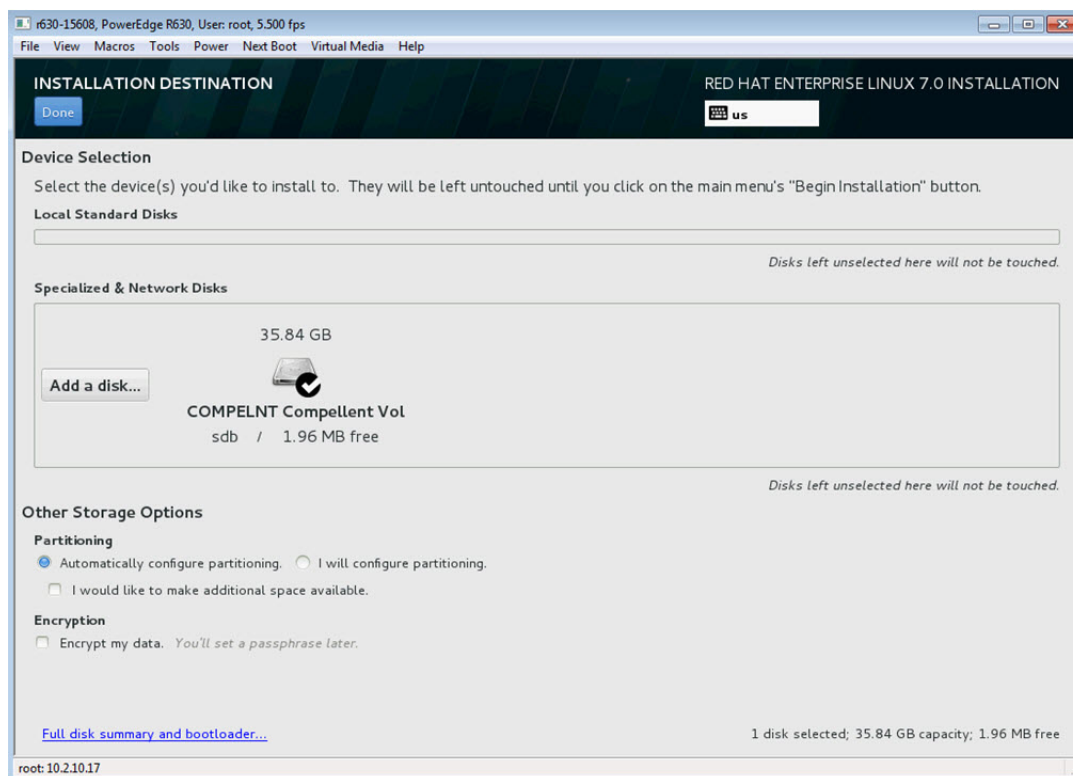 r630-15608, PowerEdge R630, User: root, 5.500 fps
File View Macros Tools Power Next Boot Virtual Media Help
INSTALLATION DESTINATION
RED HAT ENTERPRISE LINUX 7.0 INSTALLATION
Done
us
Device Selection
Select the device(s) you'd like to install to. They will be left untouched until you click on the main menu's "Begin Installation" button.
Local Standard Disks
Disks left unselected here will not be touched.
Specialized & Network Disks
35.84 GB
Add a disk...
COMPELNT Compellent Vol
sdb / 1.96 MB free
Disks left unselected here will not be touched.
Other Storage Options
Partitioning
Automatically configure partitioning. I will configure partitioning.
I would like to make additional space available.
Encryption
Encrypt my data. You'll set a passphrase later.
Full disk summary and bootloader... 1 disk selected; 35.84 GB capacity; 1.96 MB free
root: 10.2.10.17